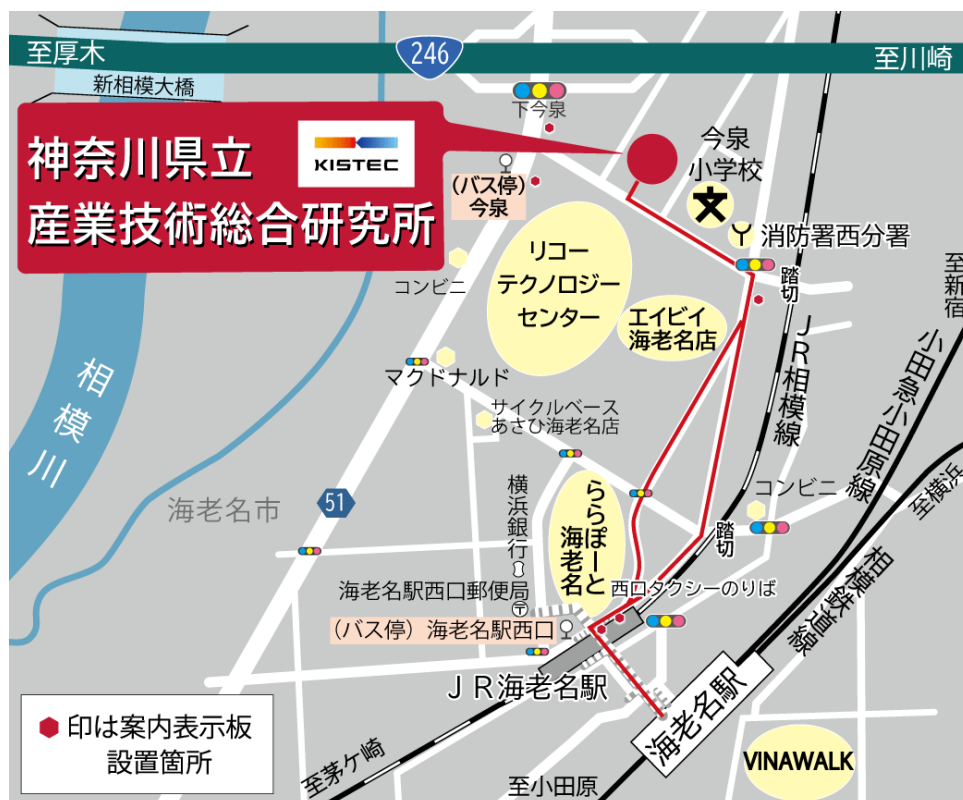 至厚木
246
至川崎
新相模大橋
下今泉
神奈川県立
KISTEC
産業技術総合研究所
今泉
小学校
文
(バス停)
今泉
消防署西分署
リコー
テクノロジー
センター
コンビニ
踏切
至新宿
エイビイ
海老名店
JR相模線
小田急小田原線
マクドナルド
相模川
サイクルベース
あさひ海老名店
海老名市
51
横浜銀行
ららぽーと
海老名
コンビニ
至横浜
踏切
相模鉄道線
海老名駅西口郵便局
西口タクシーのりば
(バス停) 海老名駅西口
JR海老名駅
海老名駅
印は案内表示板
設置箇所
至茅ケ崎
至小田原
VINAWALK